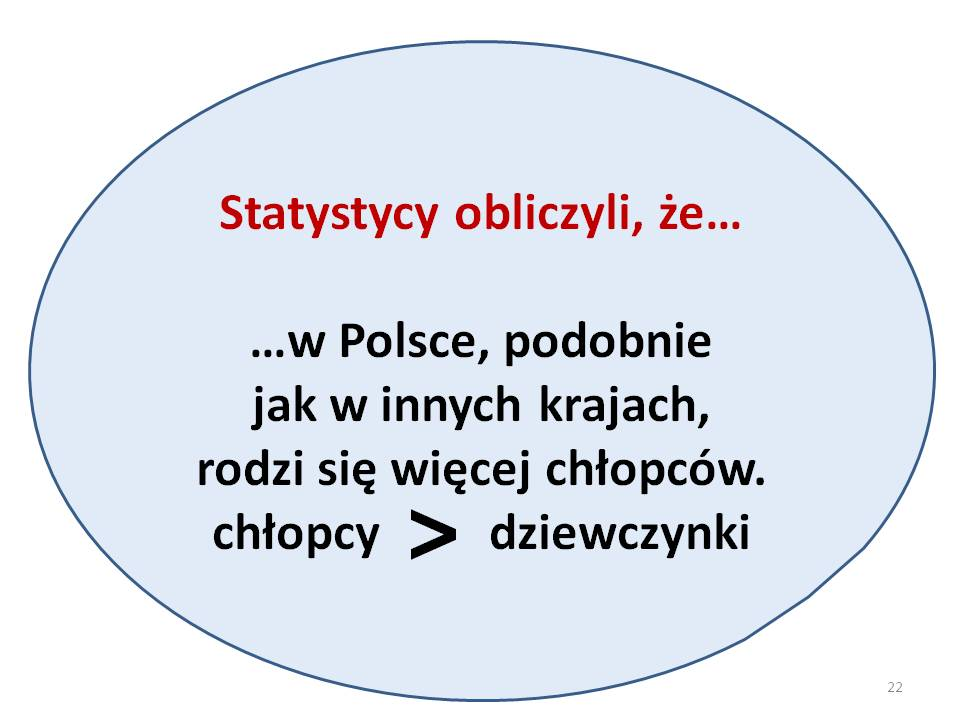 Statystycy obliczyli, że…
…w Polsce, podobnie
jak w innych krajach,
rodzi się więcej chłopców.
chłopcy > dziewczynki
22